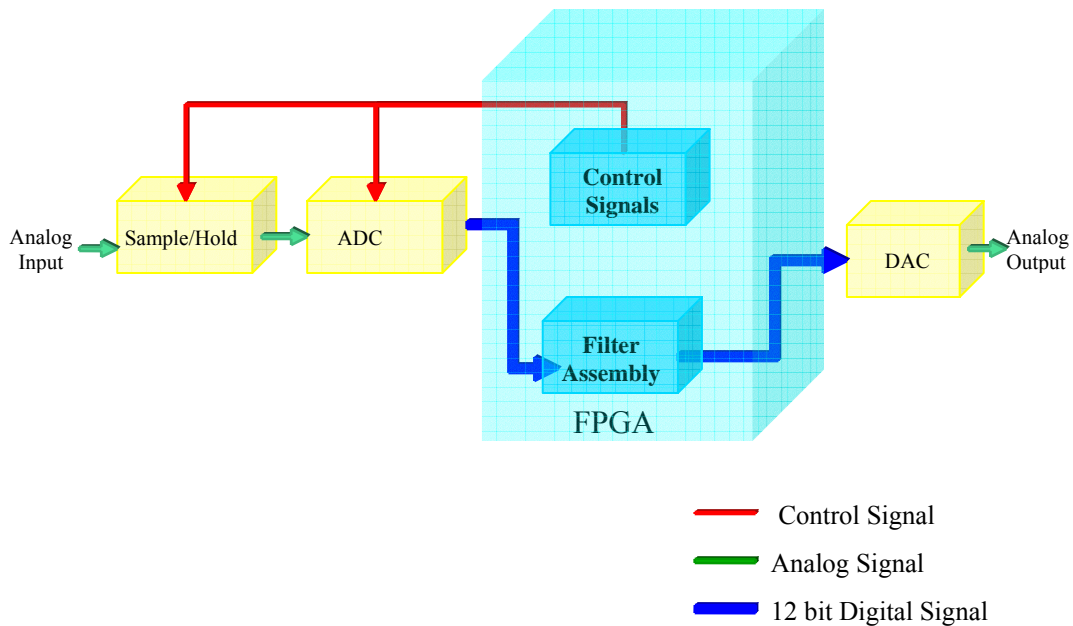 Control
Signals
Analog
Input
Sample/Hold
ADC
DAC
Analog
Output
Filter
Assembly
FPGA
Control Signal
Analog Signal
12 bit Digital Signal